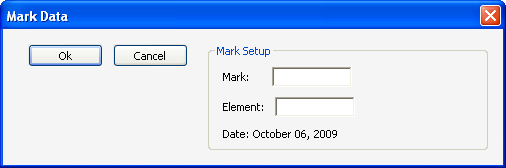 Mark Data
Ok Cancel
Mark Setup
Mark:
Element:
Date: October 06, 2009